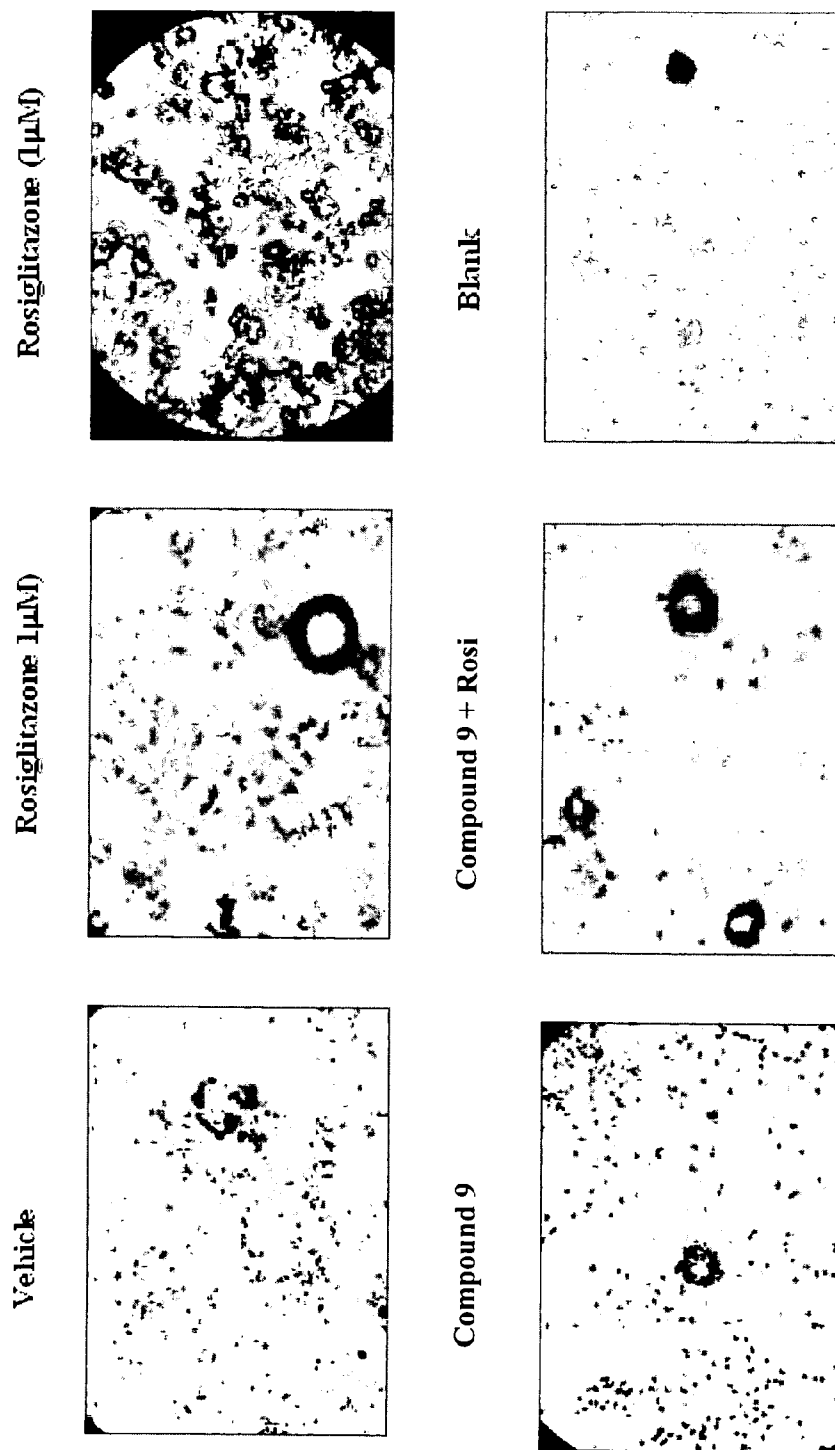 Vehicle
Rosiglitazone 1µM)
Rosiglitazone (1µM)
Compound 9
Compound 9 + Rosi
Blank